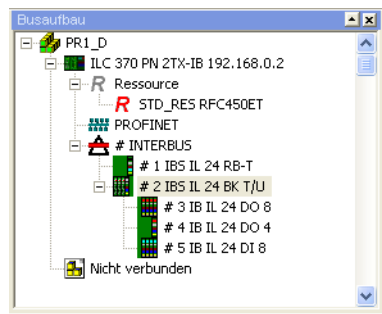 Busaufbau
PR1_D
ILC 370 PN 2TX-IB 192.168.0.2
R Ressource
R STD_RES RFC450ET
PROFINET
# INTERBUS
# 1 IBS IL 24 RB-T
# 2 IBS IL 24 BK T/U
# 3 IB IL 24 DO 8
# 4 IB IL 24 DO 4
# 5 IB IL 24 DI 8
Nicht verbunden